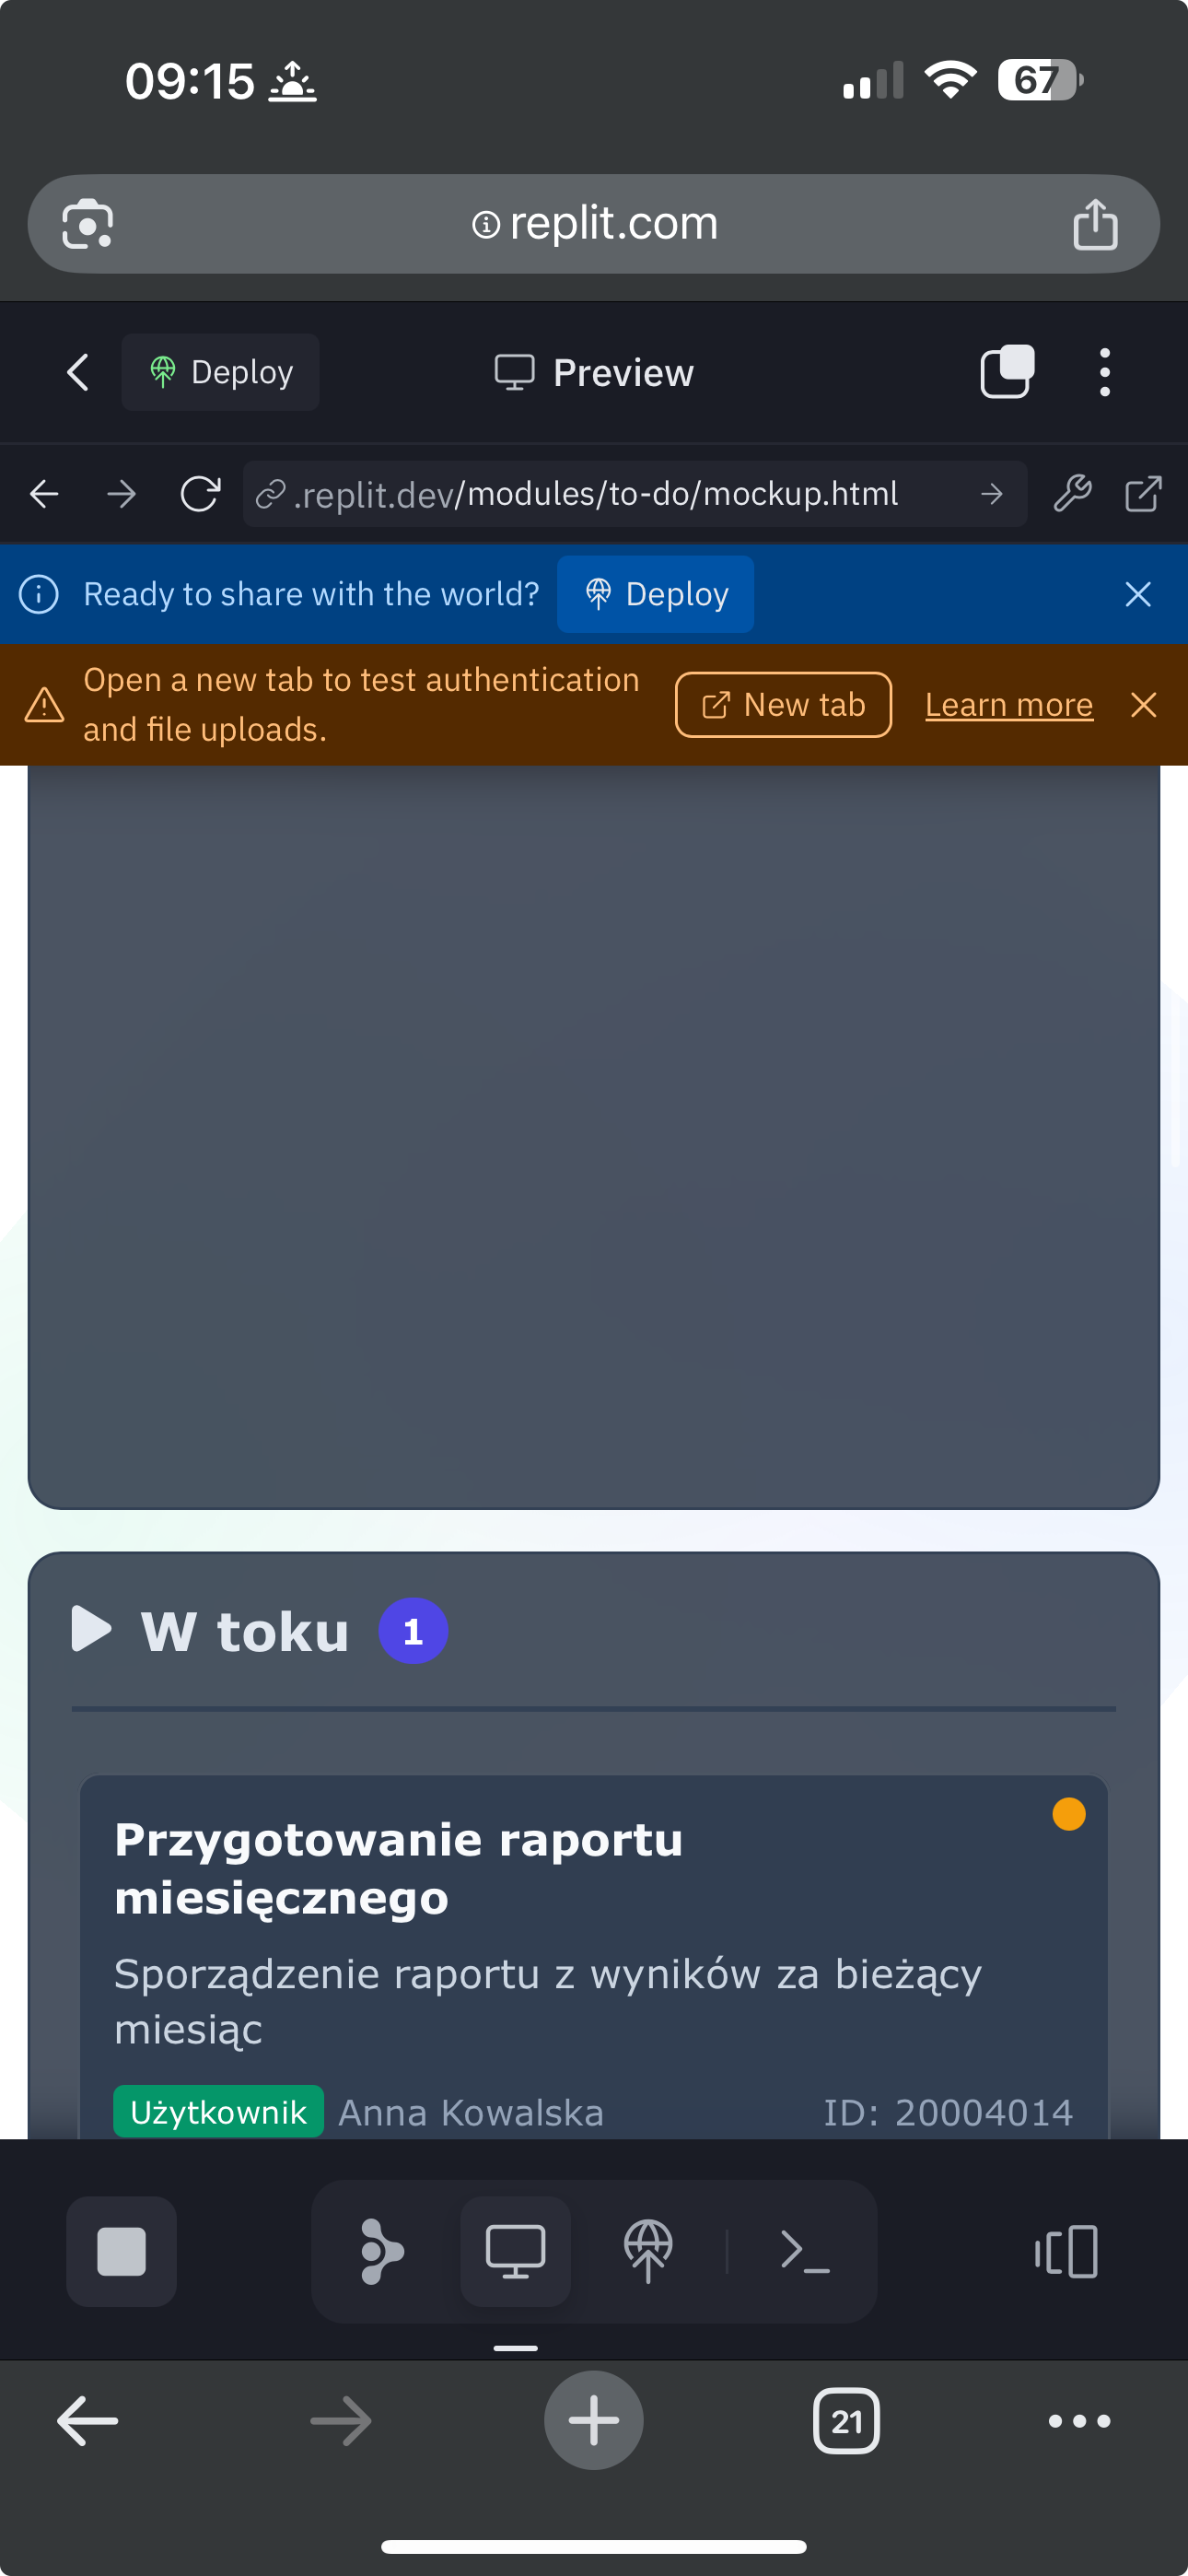 09:15
67
replit.com
Deploy
Preview
.replit.dev/modules/to-do/mockup.html
Ready to share with the world?
Deploy
Open a new tab to test authentication
and file uploads.
New tab
Learn more
W toku
1
Przygotowanie raportu
miesięcznego
Sporządzenie raportu z wyników za bieżący
miesiąc
Użytkownik Anna Kowalska
ID: 20004014
21